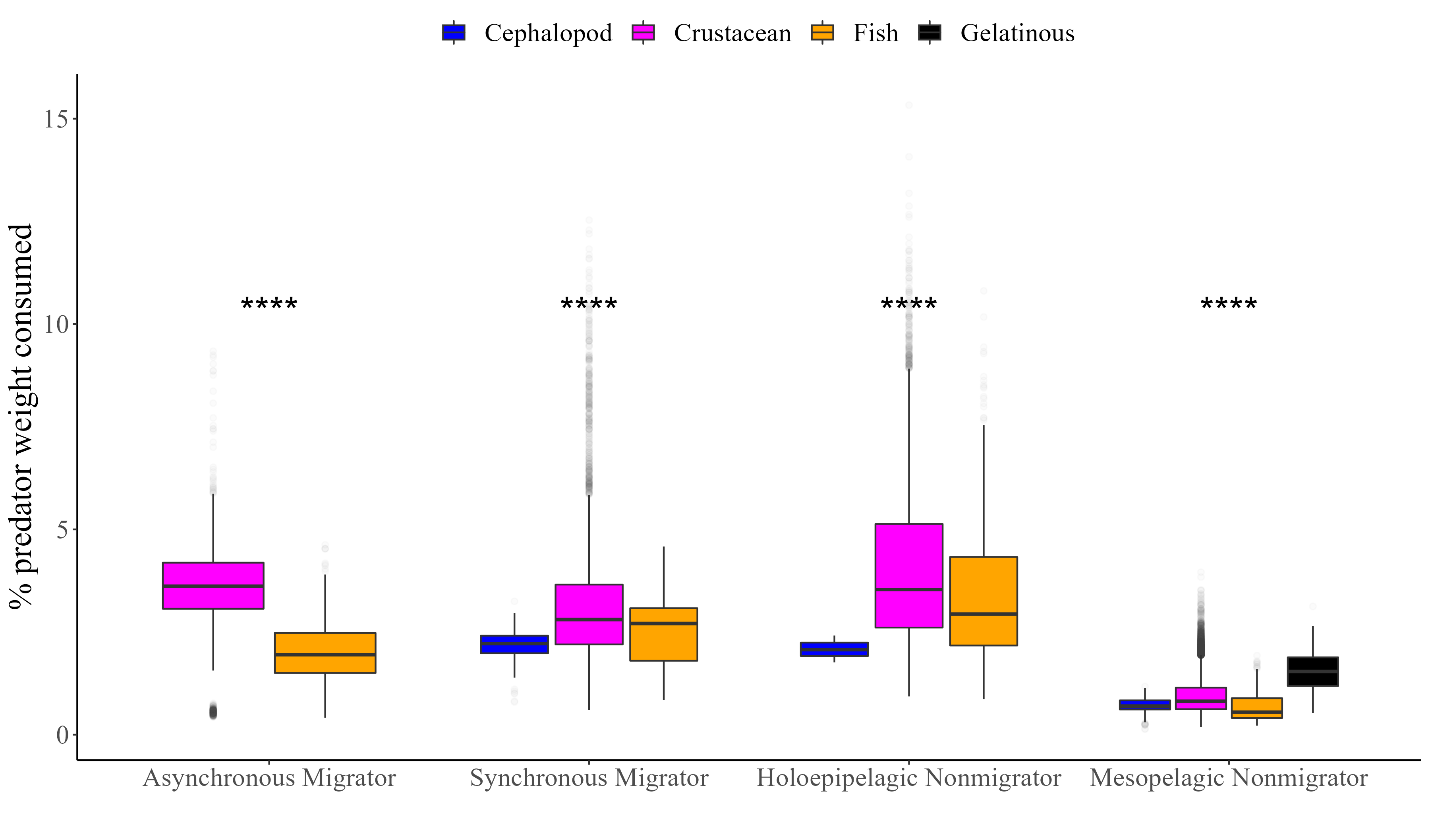 Cephalopod Crustacean Fish Gelatinous
% predator weight consumed
15
10
5
0
**** **** **** ****
Asynchronous Migrator Synchronous Migrator Holoepipelagic Nonmigrator Mesopelagic Nonmigrator